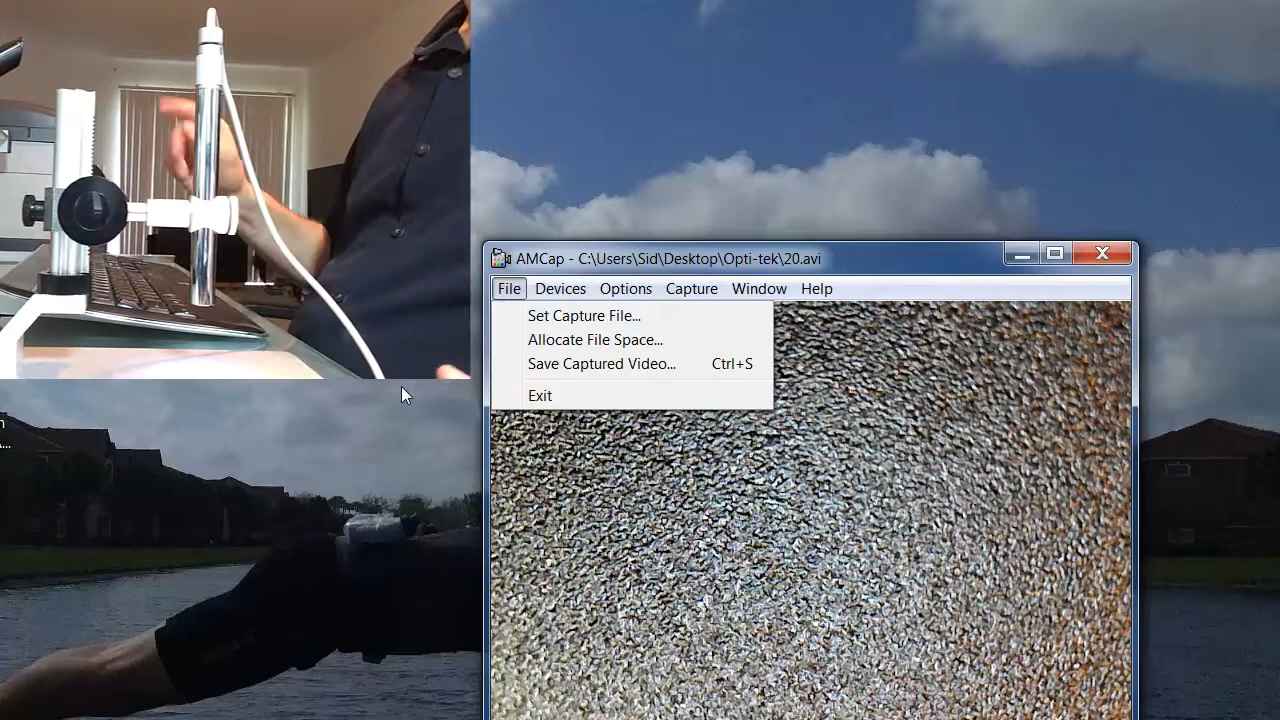 AMCap - C:\Users\Sid\Desktop\Opti-tek\20.avi
File Devices Options Capture Window Help
Set Capture File...
Allocate File Space...
Save Captured Video... Ctrl+S
Exit